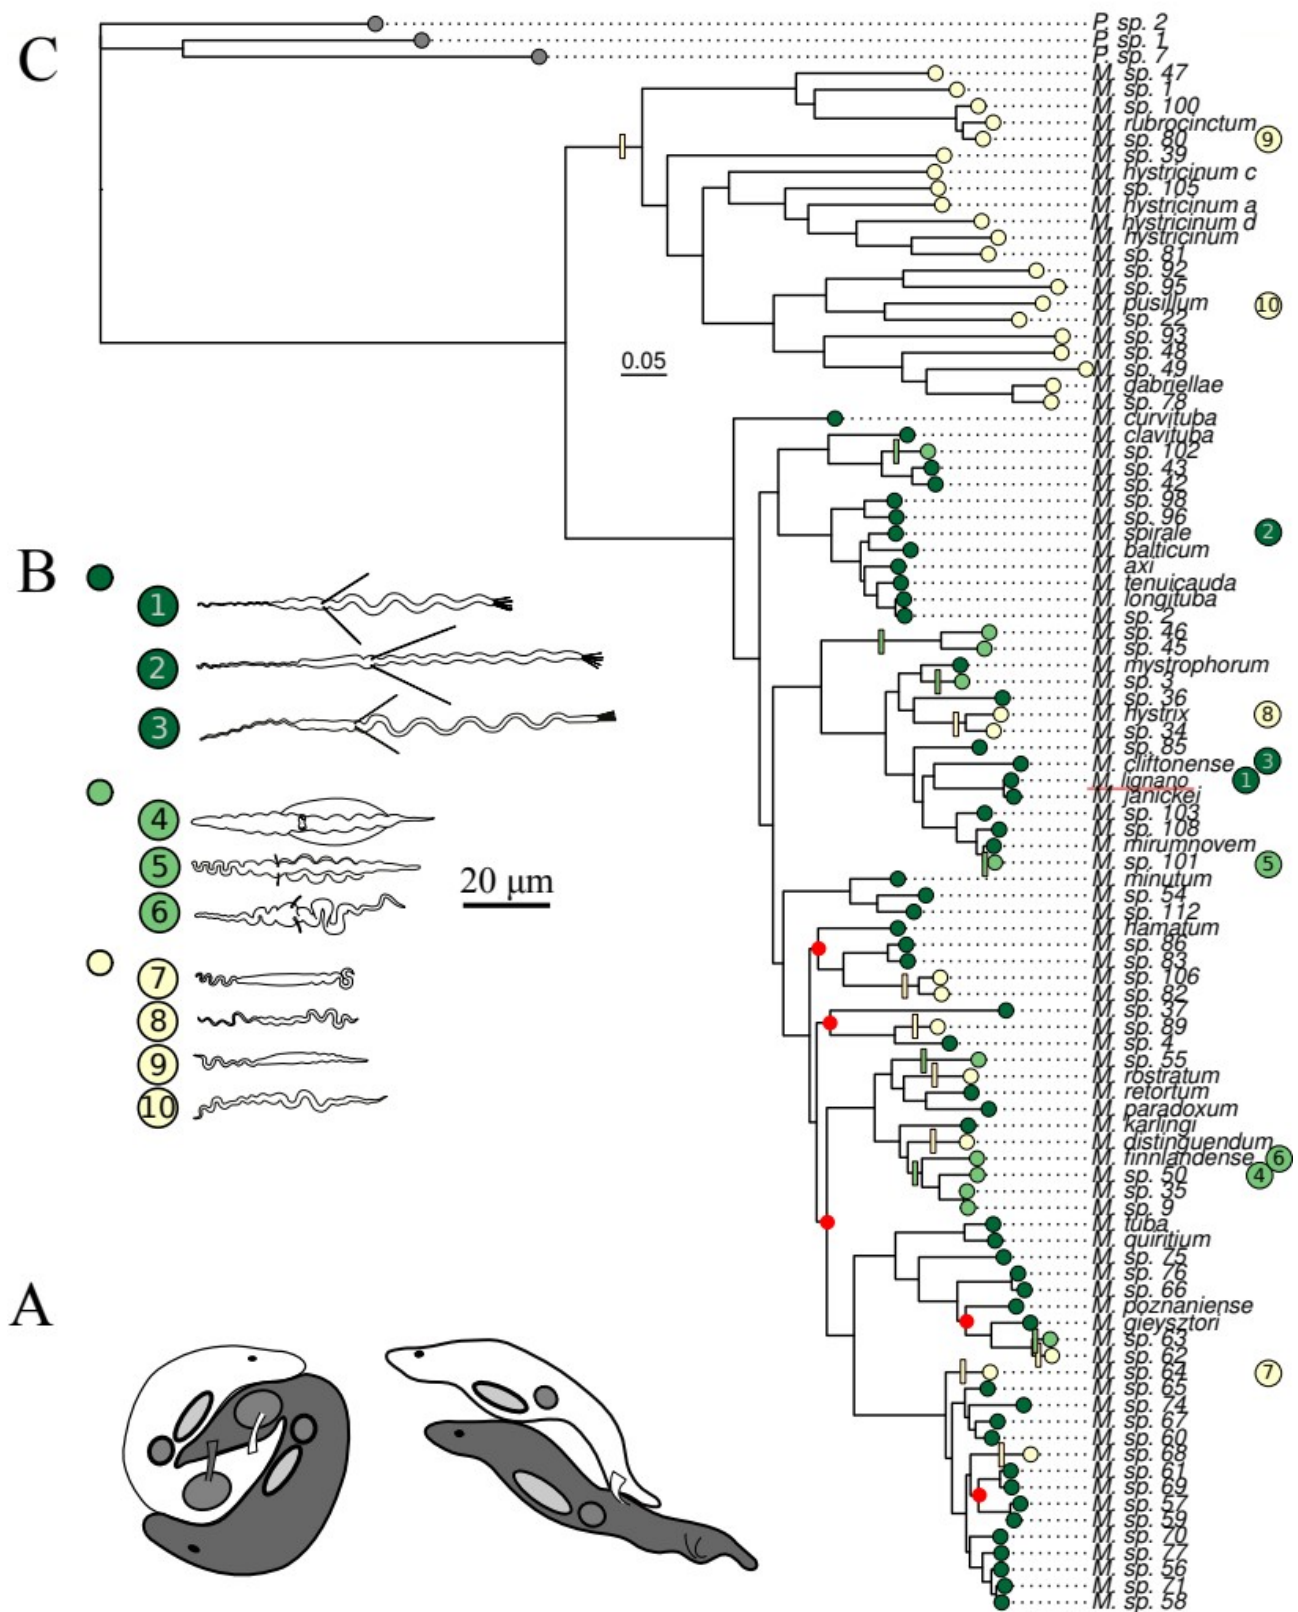 C
P. sp. 2
P. sp. 1
P. sp. 7
M. sp. 47
M. sp. 1
M. sp. 100
M. rubrocinctum
M. sp. 80 9
M. sp. 39
M. hystricinum c
M. sp. 105
M. hystricinum a
M. hystricinum d
M. hystricinum
M. sp. 81
M. sp. 92
M. sp. 95
M. pusillum 10
M. sp. 22
M. sp. 93
M. sp. 48
0.05
M. sp. 49
M. gabriellae
M. sp. 78
M. curvituba
M. clavituba
M. sp. 102
M. sp. 43
M. sp. 42
M. sp. 98
M. sp. 96
M. spirale 2
M. balticum
M. axi
M. tenuicauda
M. longituba
M. sp. 2
M. sp. 46
M. sp. 45
M. mystrophorum
M. sp. 3
M. sp. 36
M. hystrix 8
M. sp. 34
M. sp. 85
M. cliftonense 3
M. lignano 1
M. janickei
M. sp. 103
M. sp. 108
M. mirumnovem
M. sp. 101 5
M. minutum
M. sp. 54
M. sp. 112
M. hamatum
M. sp. 86
M. sp. 83
M. sp. 106
M. sp. 82
M. sp. 37
M. sp. 89
M. sp. 4
M. sp. 55
M. rostratum
M. retortum
M. paradoxum
M. karlingi
M. distinguendum
M. finnlandense 6
M. sp. 50 4
M. sp. 35
M. sp. 9
M. tuba
M. quiritium
M. sp. 75
M. sp. 76
M. sp. 66
M. poznaniense
M. gieysztori
M. sp. 63
M. sp. 62
M. sp. 64 7
M. sp. 65
M. sp. 74
M. sp. 67
M. sp. 60
M. sp. 68
M. sp. 61
M. sp. 69
M. sp. 57
M. sp. 59
M. sp. 70
M. sp. 77
M. sp. 56
M. sp. 71
M. sp. 58
B
1
2
3
4
5
6
20 µm
7
8
9
10
A